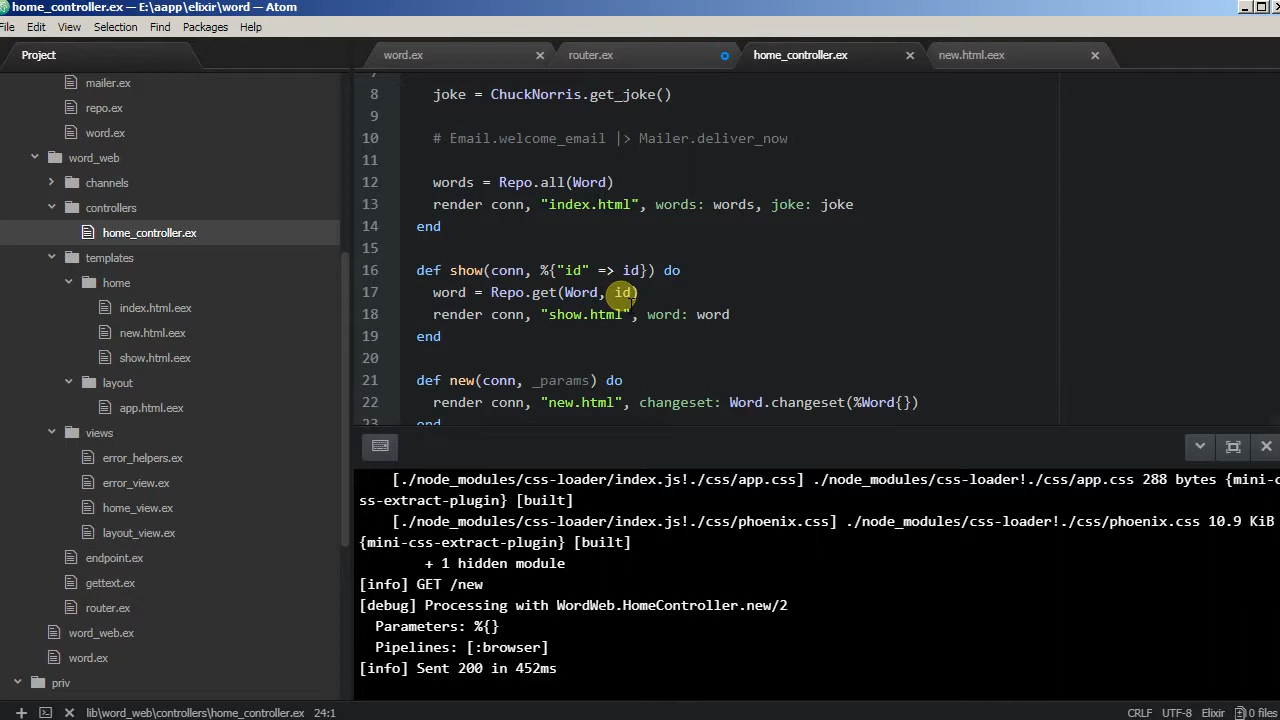 home_controller.ex — E:\aapp\elixir\word — Atom
File Edit View Selection Find Packages Help
Project
word.ex router.ex home_controller.ex new.html.eex
mailer.ex
repo.ex
word.ex
word_web
channels
controllers
home_controller.ex
templates
home
index.html.eex
new.html.eex
show.html.eex
layout
app.html.eex
views
error_helpers.ex
error_view.ex
home_view.ex
layout_view.ex
endpoint.ex
gettext.ex
router.ex
word_web.ex
word.ex
priv
7
8 joke = ChuckNorris.get_joke()
9
10 # Email.welcome_email |> Mailer.deliver_now
11
12 words = Repo.all(Word)
13 render conn, "index.html", words: words, joke: joke
14 end
15
16 def show(conn, %{"id" => id}) do
17 word = Repo.get(Word, id)
18 render conn, "show.html", word: word
19 end
20
21 def new(conn, _params) do
22 render conn, "new.html", changeset: Word.changeset(%Word{})
23 end
[./node_modules/css-loader/index.js!./css/app.css] ./node_modules/css-loader!./css/app.css 288 bytes {mini-c
ss-extract-plugin} [built]
[./node_modules/css-loader/index.js!./css/phoenix.css] ./node_modules/css-loader!./css/phoenix.css 10.9 KiB
{mini-css-extract-plugin} [built]
+ 1 hidden module
[info] GET /new
[debug] Processing with WordWeb.HomeController.new/2
Parameters: %{}
Pipelines: [:browser]
[info] Sent 200 in 452ms
lib\word_web\controllers\home_controller.ex 24:1 CRLF UTF-8 Elixir 0 files